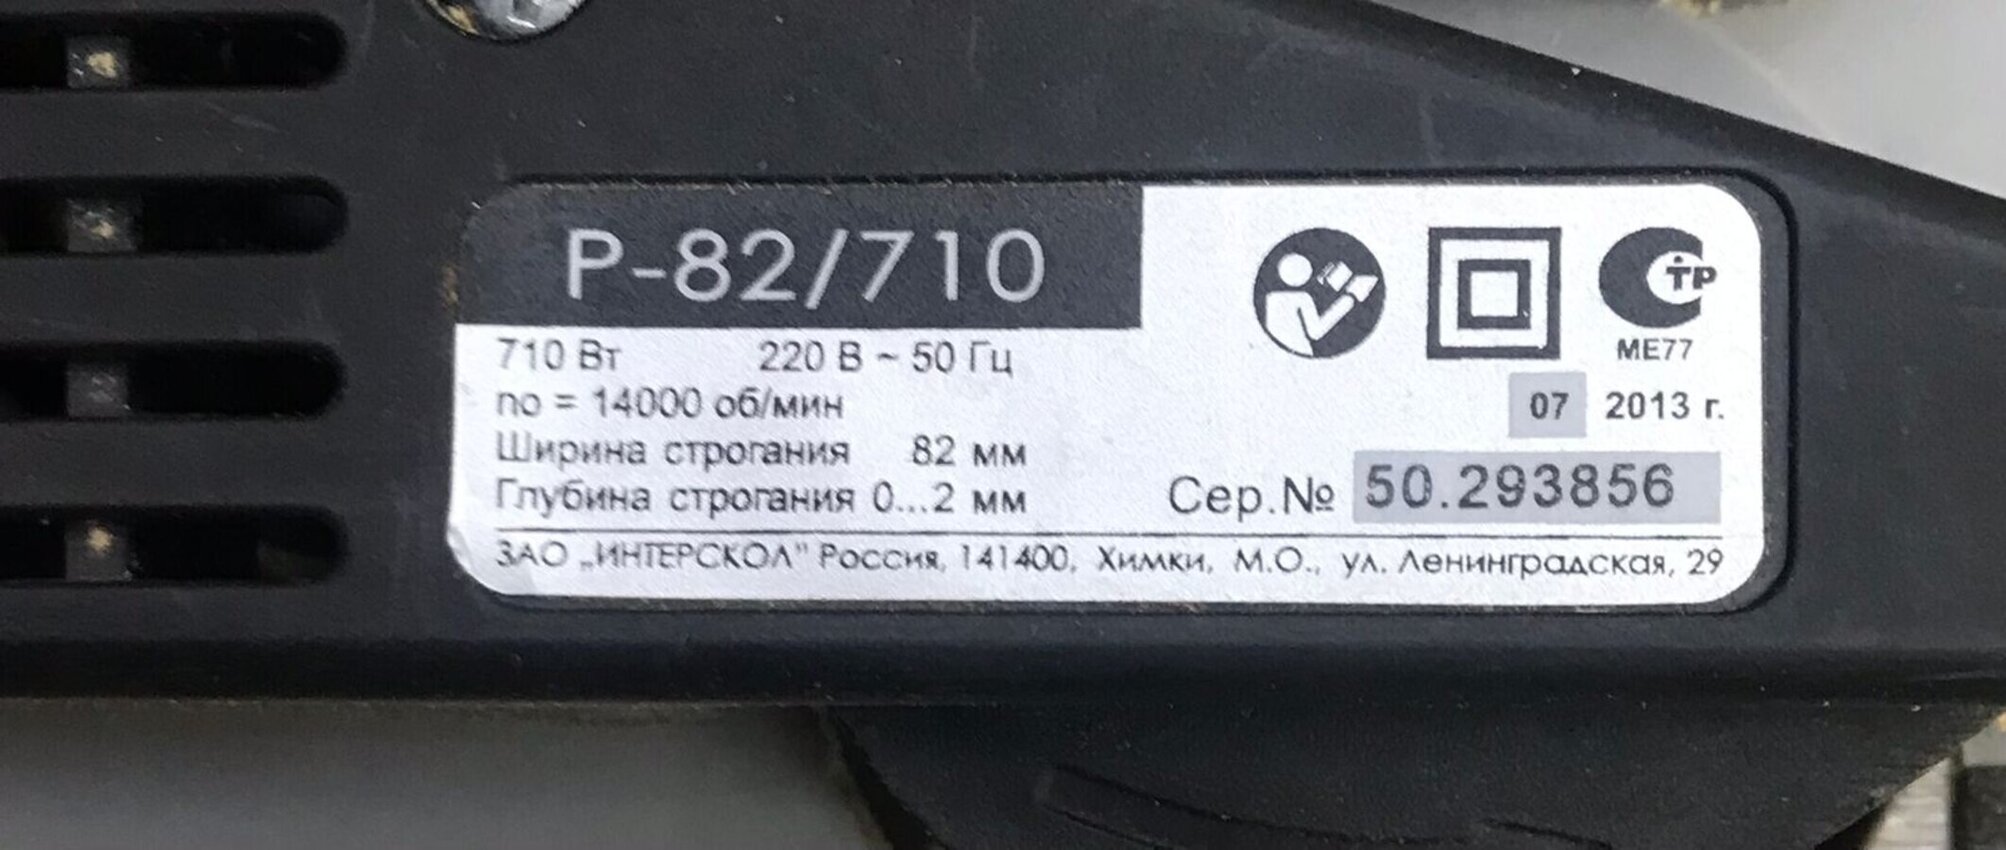 Р-82/710
710 Вт 220 В ~ 50 Гц
no = 14000 об/мин
Ширина строгания 82 мм
Глубина строгания 0...2 мм
ТР
МЕ77
07 2013 г.
Сер.№ 50.293856
ЗАО „ИНТЕРСКОЛ" Россия, 141400, Химки, М.О., ул. Ленинградская, 29